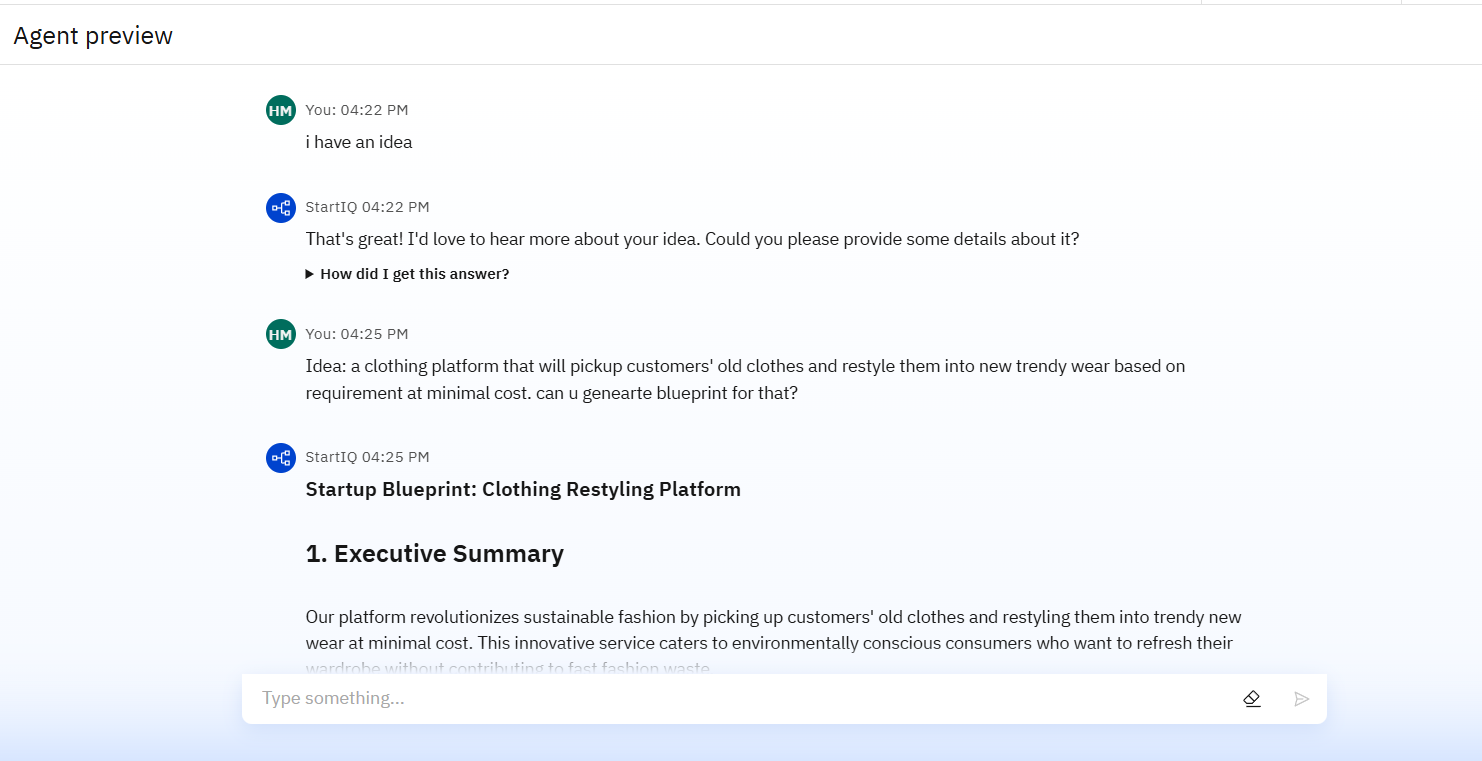 Agent preview
HM You: 04:22 PM
i have an idea
StartIQ 04:22 PM
That's great! I'd love to hear more about your idea. Could you please provide some details about it?
How did I get this answer?
HM You: 04:25 PM
Idea: a clothing platform that will pickup customers' old clothes and restyle them into new trendy wear based on
requirement at minimal cost. can u genearte blueprint for that?
StartIQ 04:25 PM
Startup Blueprint: Clothing Restyling Platform
1. Executive Summary
Our platform revolutionizes sustainable fashion by picking up customers' old clothes and restyling them into trendy new
wear at minimal cost. This innovative service caters to environmentally conscious consumers who want to refresh their
wardrobe without contributing to fast fashion waste
Type something...